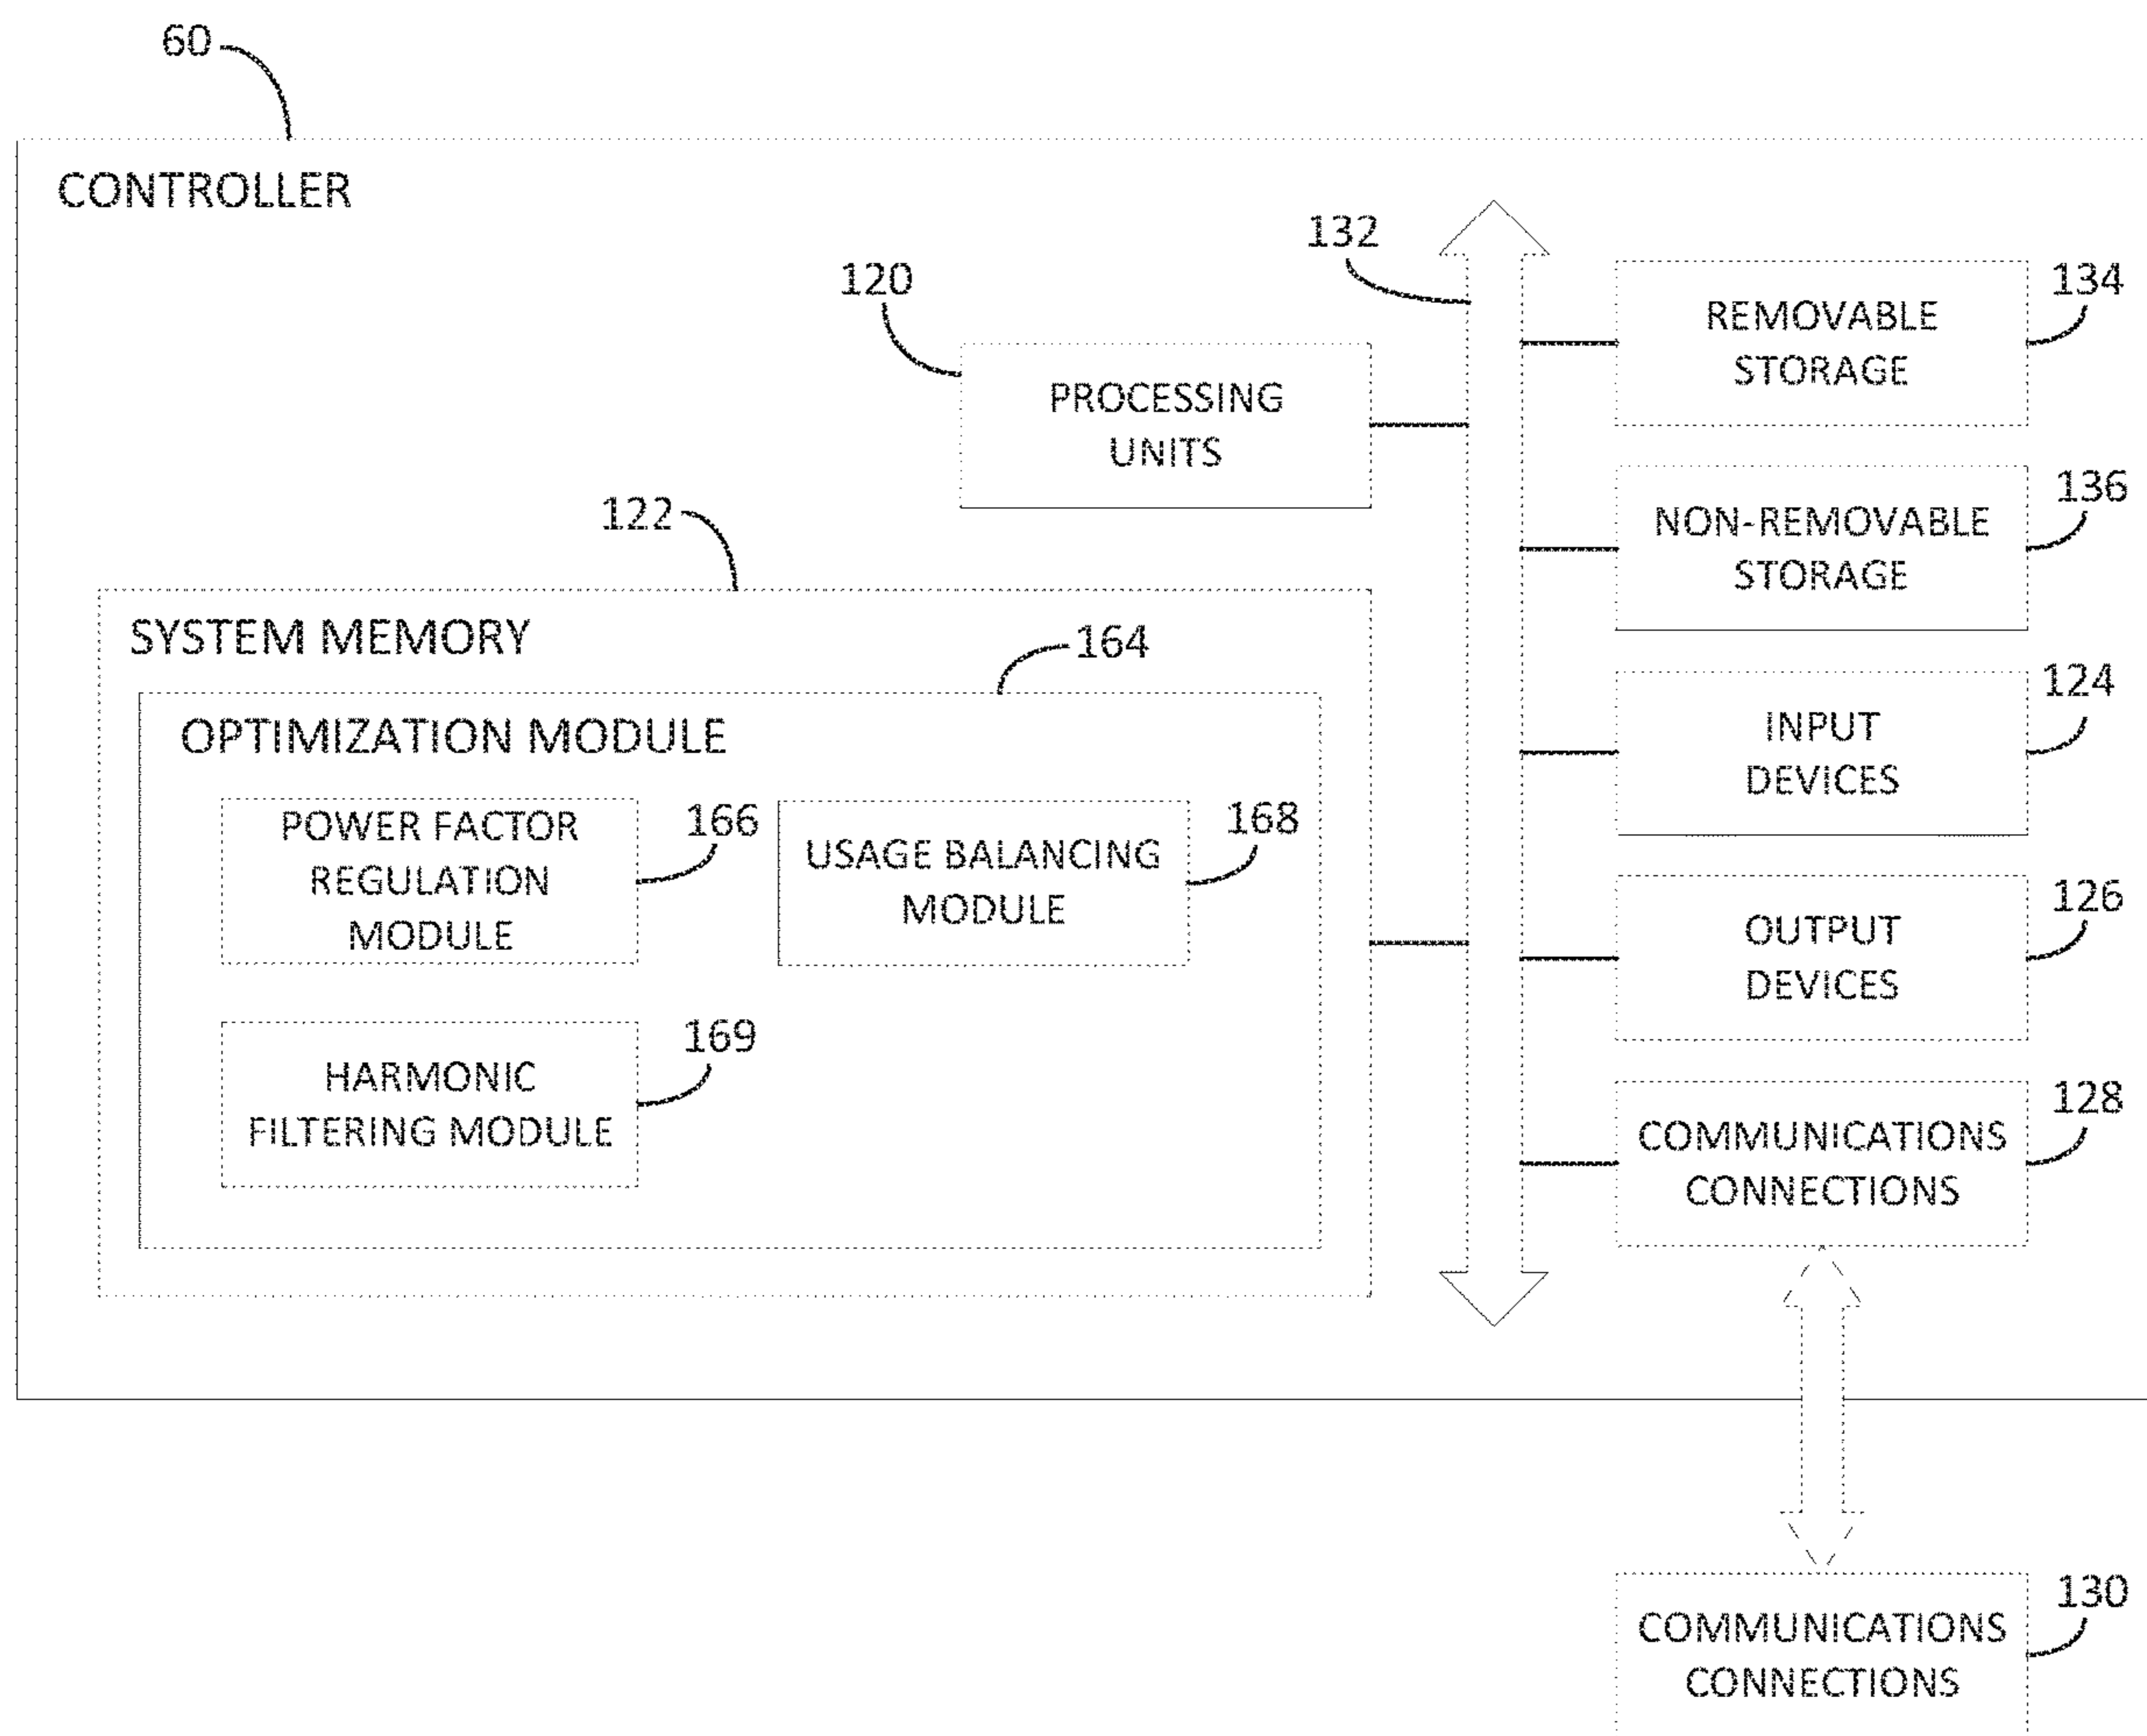 60
CONTROLLER
132
120
PROCESSING
UNITS
REMOVABLE
STORAGE
134
122
NON-REMOVABLE
STORAGE
136
SYSTEM MEMORY
164
OPTIMIZATION MODULE
POWER FACTOR
REGULATION
MODULE
166
USAGE BALANCING
MODULE
168
HARMONIC
FILTERING MODULE
169
INPUT
DEVICES
124
OUTPUT
DEVICES
126
COMMUNICATIONS
CONNECTIONS
128
COMMUNICATIONS
CONNECTIONS
130